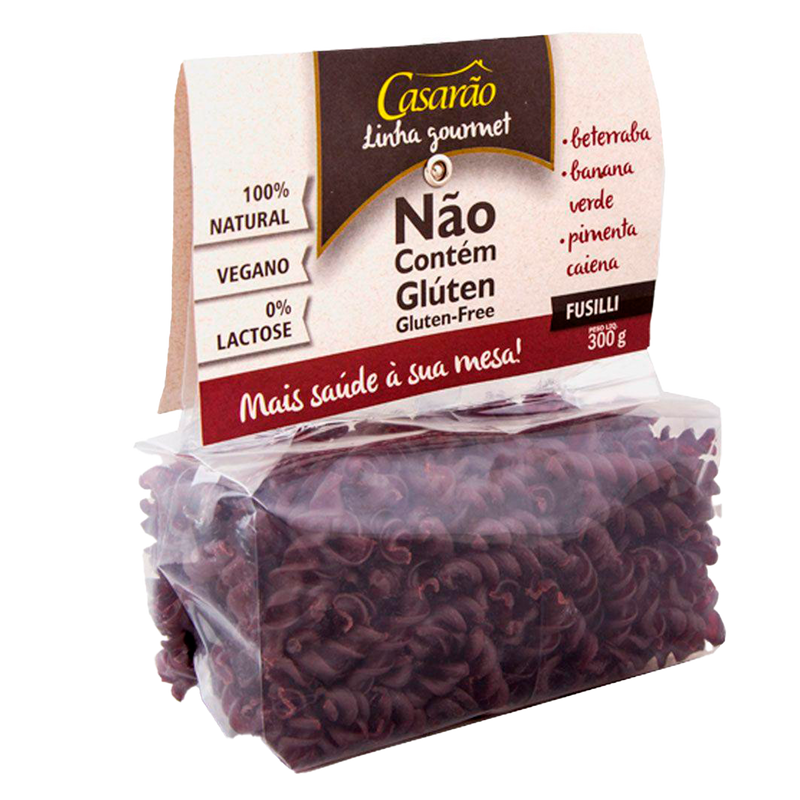 Casarão
Linha gourmet
100%
NATURAL
VEGANO
0%
LACTOSE
Não
Contém
Glúten
Gluten-Free
• beterraba
• banana
verde
• pimenta
caiena
FUSILLI
PESO LÍQ.
300 g
Mais saúde à sua mesa!